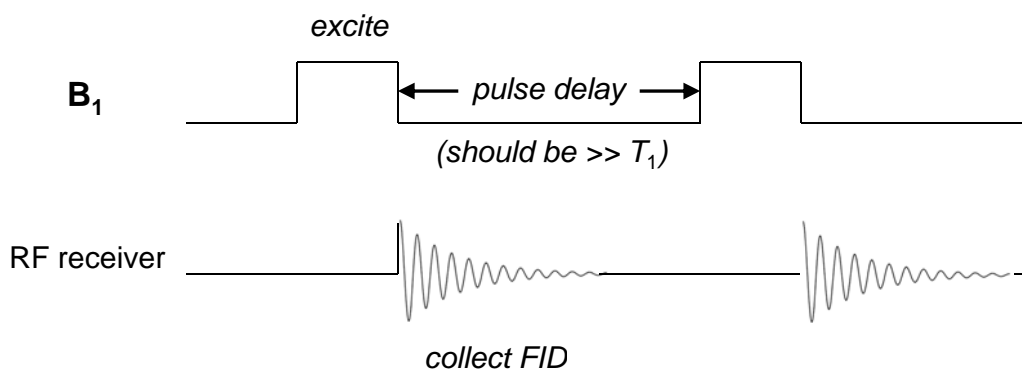 excite
B₁
pulse delay
(should be >> T₁)
RF receiver
collect FID